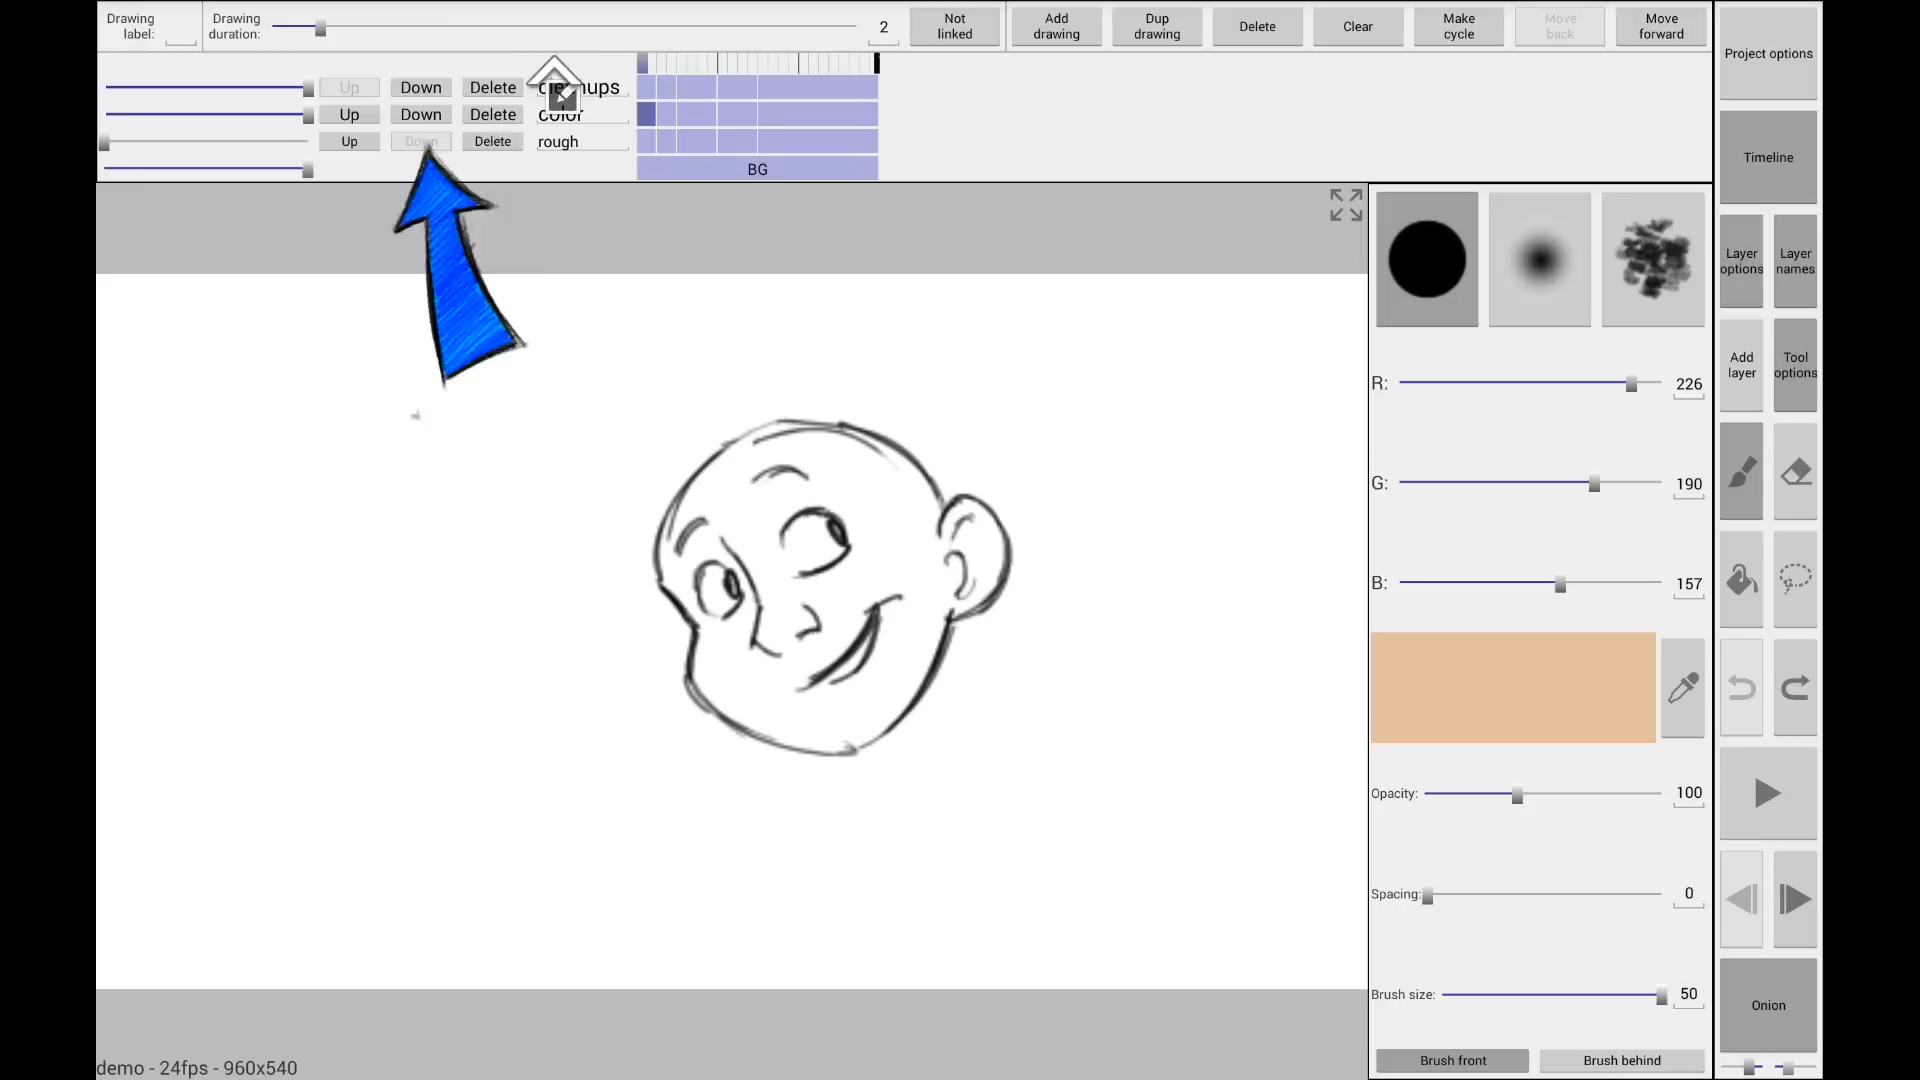 Drawing label:
Drawing duration:
2
Not linked
Add drawing
Dup drawing
Delete
Clear
Make cycle
Move back
Move forward
Up Down Delete
Up Down Delete color
Up Down Delete rough
BG
Project options
Timeline
Layer options
Layer names
Add layer
Tool options
R: 226
G: 190
B: 157
Opacity: 100
Spacing: 0
Brush size: 50
Brush front
Brush behind
Onion
demo - 24fps - 960x540